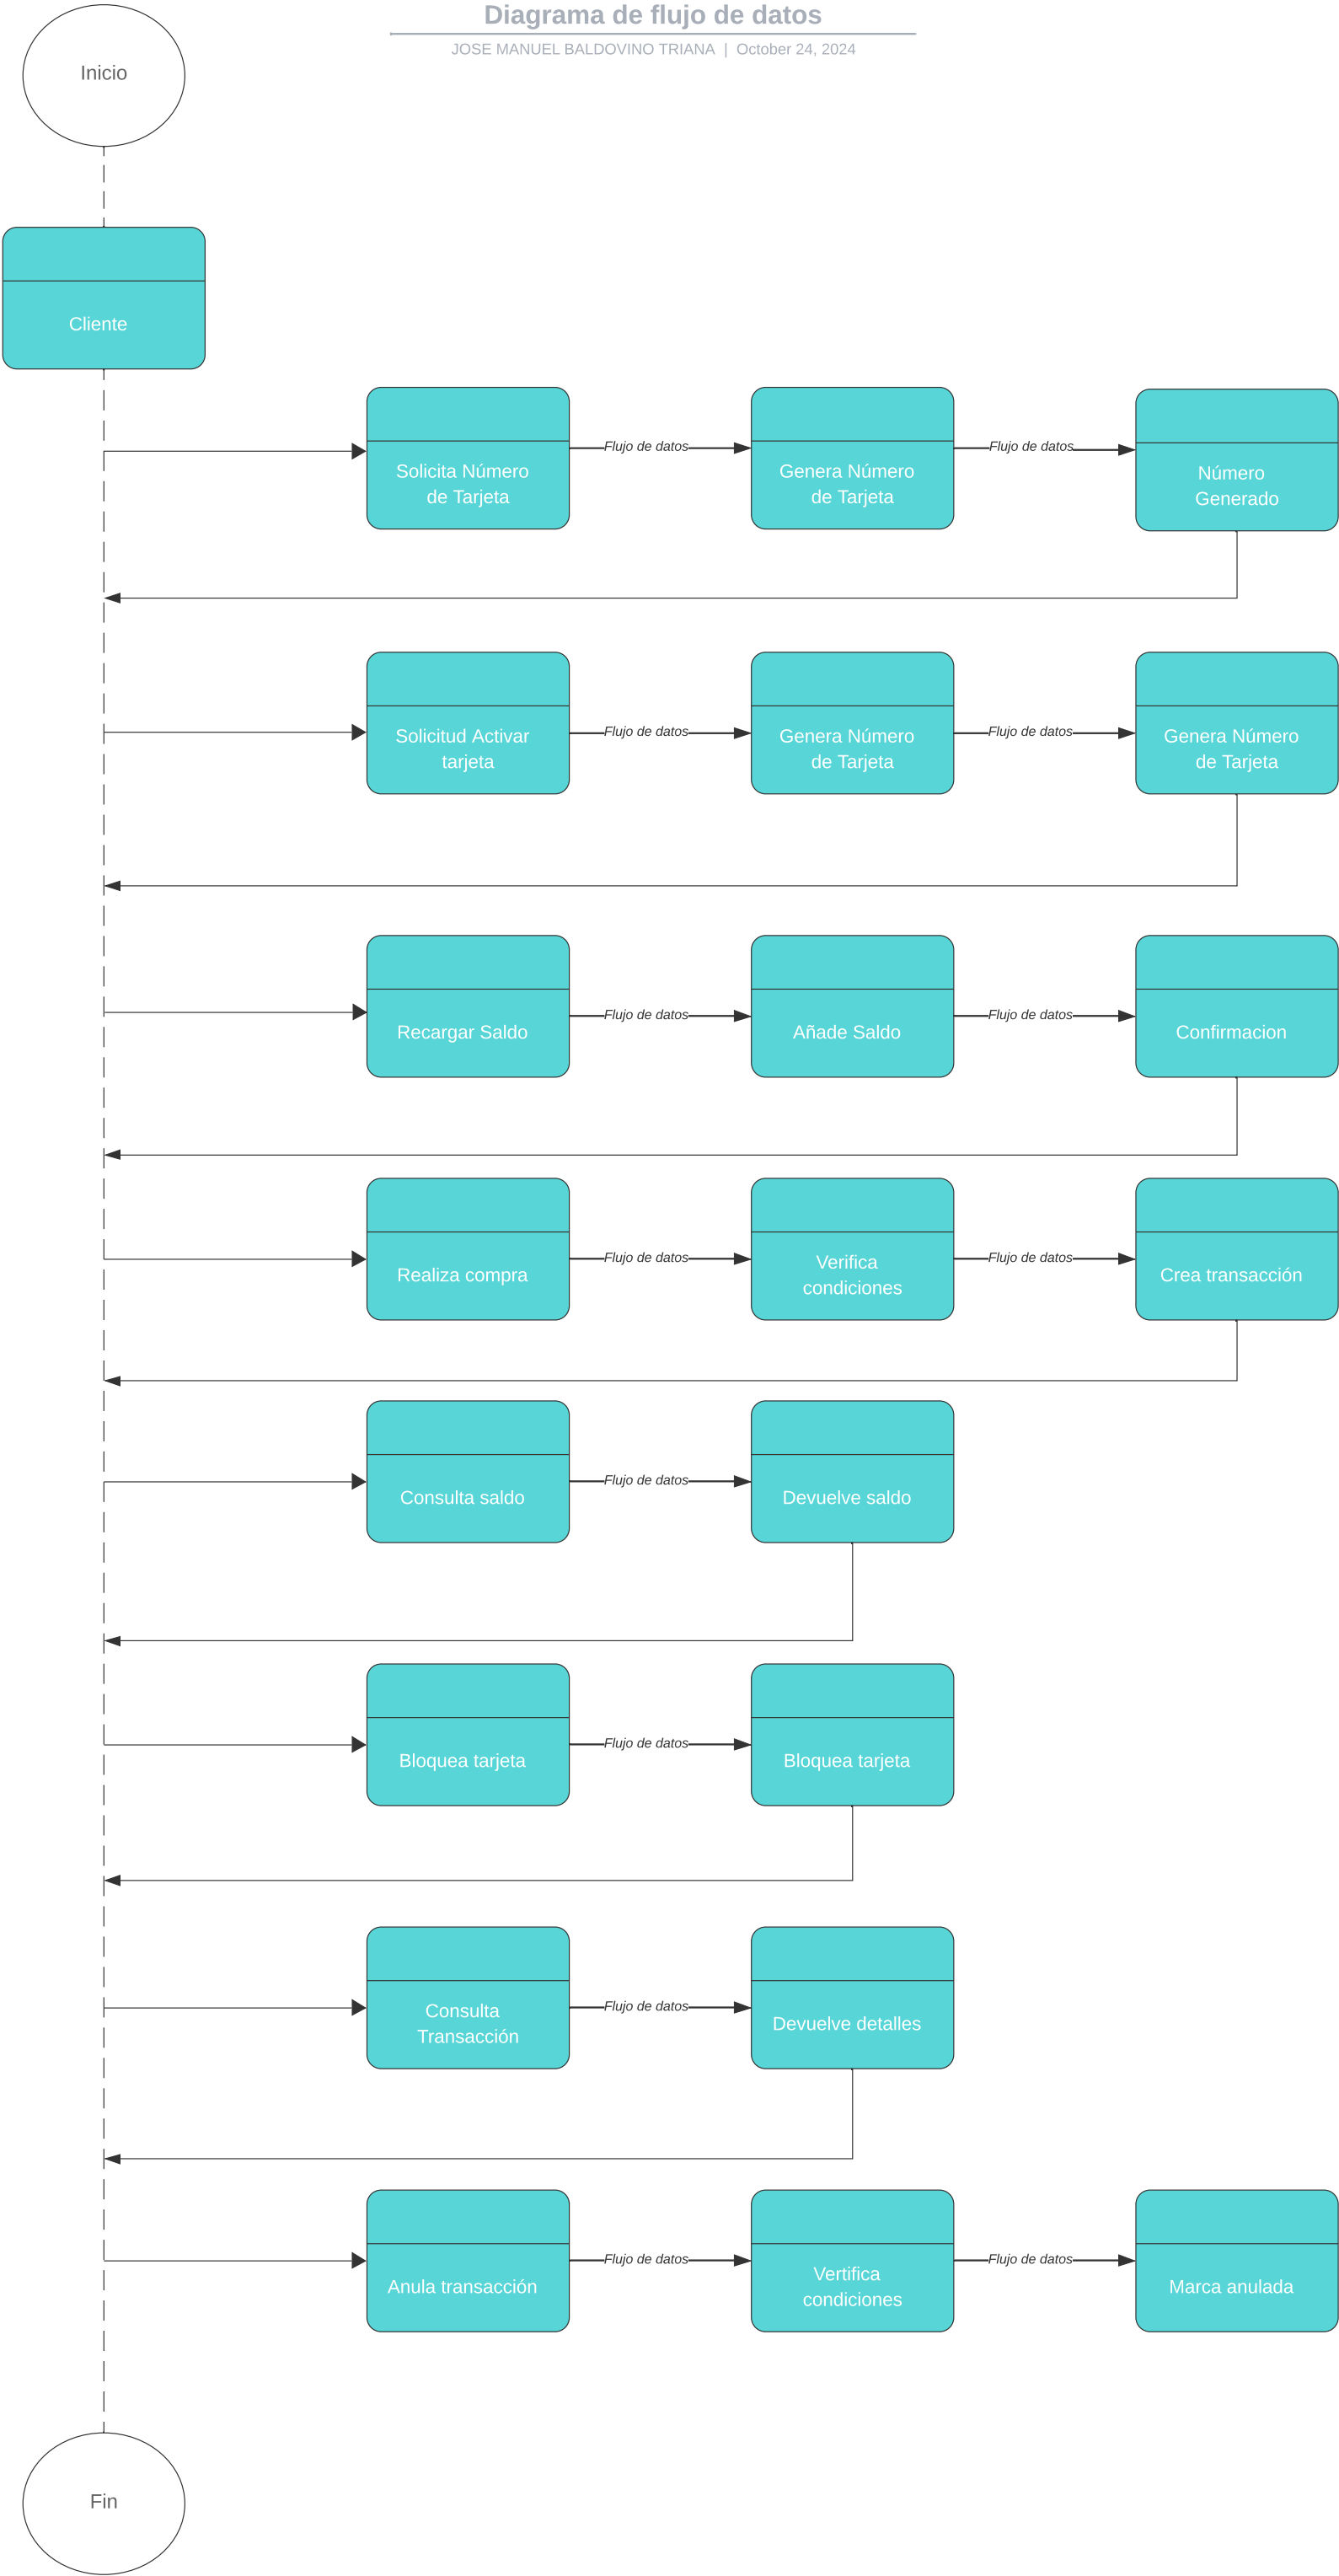 Diagrama de flujo de datos
JOSE MANUEL BALDOVINO TRIANA | October 24, 2024
Inicio
Cliente
Solicita Número
de Tarjeta
Flujo de datos
Genera Número
de Tarjeta
Flujo de datos
Número
Generado
Solicitud Activar
tarjeta
Flujo de datos
Genera Número
de Tarjeta
Flujo de datos
Genera Número
de Tarjeta
Recargar Saldo
Flujo de datos
Añade Saldo
Flujo de datos
Confirmacion
Realiza compra
Flujo de datos
Verifica
condiciones
Flujo de datos
Crea transacción
Consulta saldo
Flujo de datos
Devuelve saldo
Bloquea tarjeta
Flujo de datos
Bloquea tarjeta
Consulta
Transacción
Flujo de datos
Devuelve detalles
Anula transacción
Flujo de datos
Vertifica
condiciones
Flujo de datos
Marca anulada
Fin